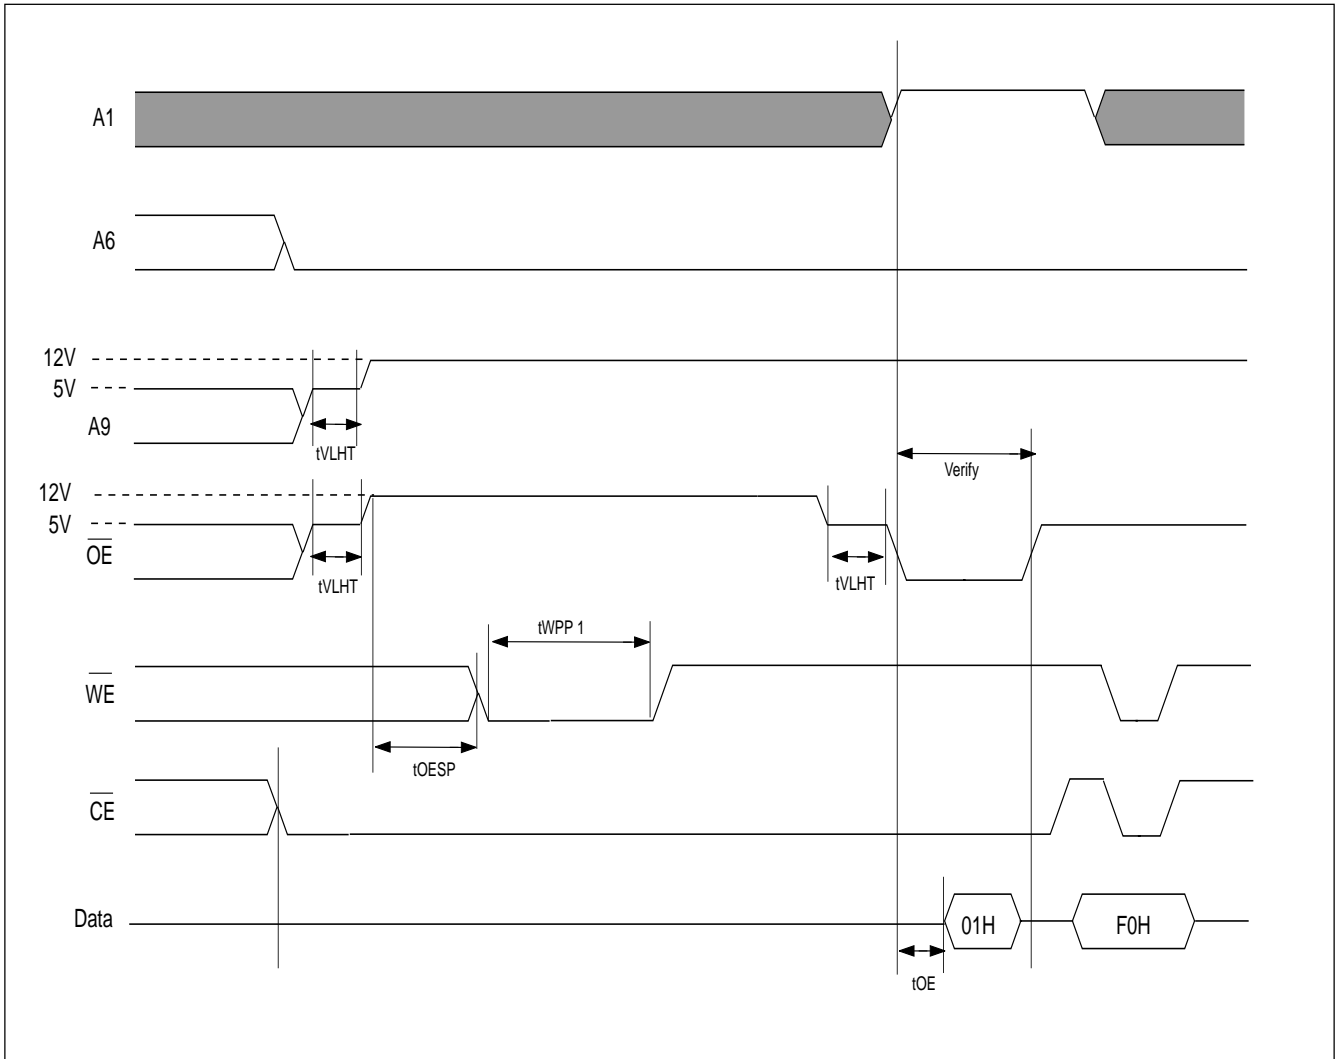 A1
A6
12V
5V
A9
tVLHT
Verify
12V
5V
OE
tVLHT
tVLHT
tWPP 1
WE
tOESP
CE
Data
01H
F0H
tOE